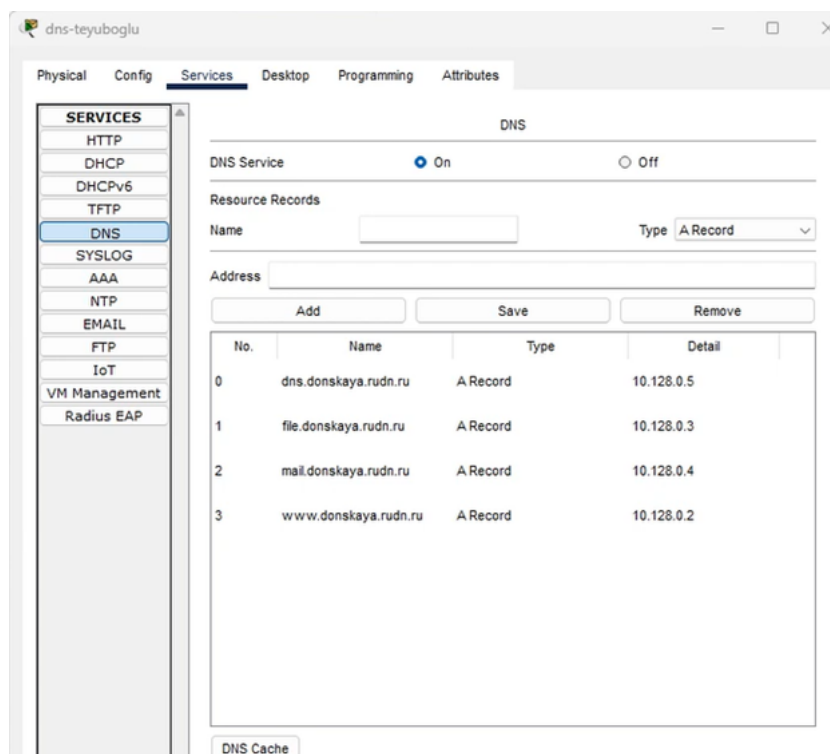 dns-teyuboglu
Physical Config Services Desktop Programming Attributes
SERVICES
HTTP
DHCP
DHCPv6
TFTP
DNS
SYSLOG
AAA
NTP
EMAIL
FTP
IoT
VM Management
Radius EAP
DNS
DNS Service On Off
Resource Records
Name Type A Record
Address
Add Save Remove
No. Name Type Detail
0 dns.donskaya.rudn.ru A Record 10.128.0.5
1 file.donskaya.rudn.ru A Record 10.128.0.3
2 mail.donskaya.rudn.ru A Record 10.128.0.4
3 www.donskaya.rudn.ru A Record 10.128.0.2
DNS Cache